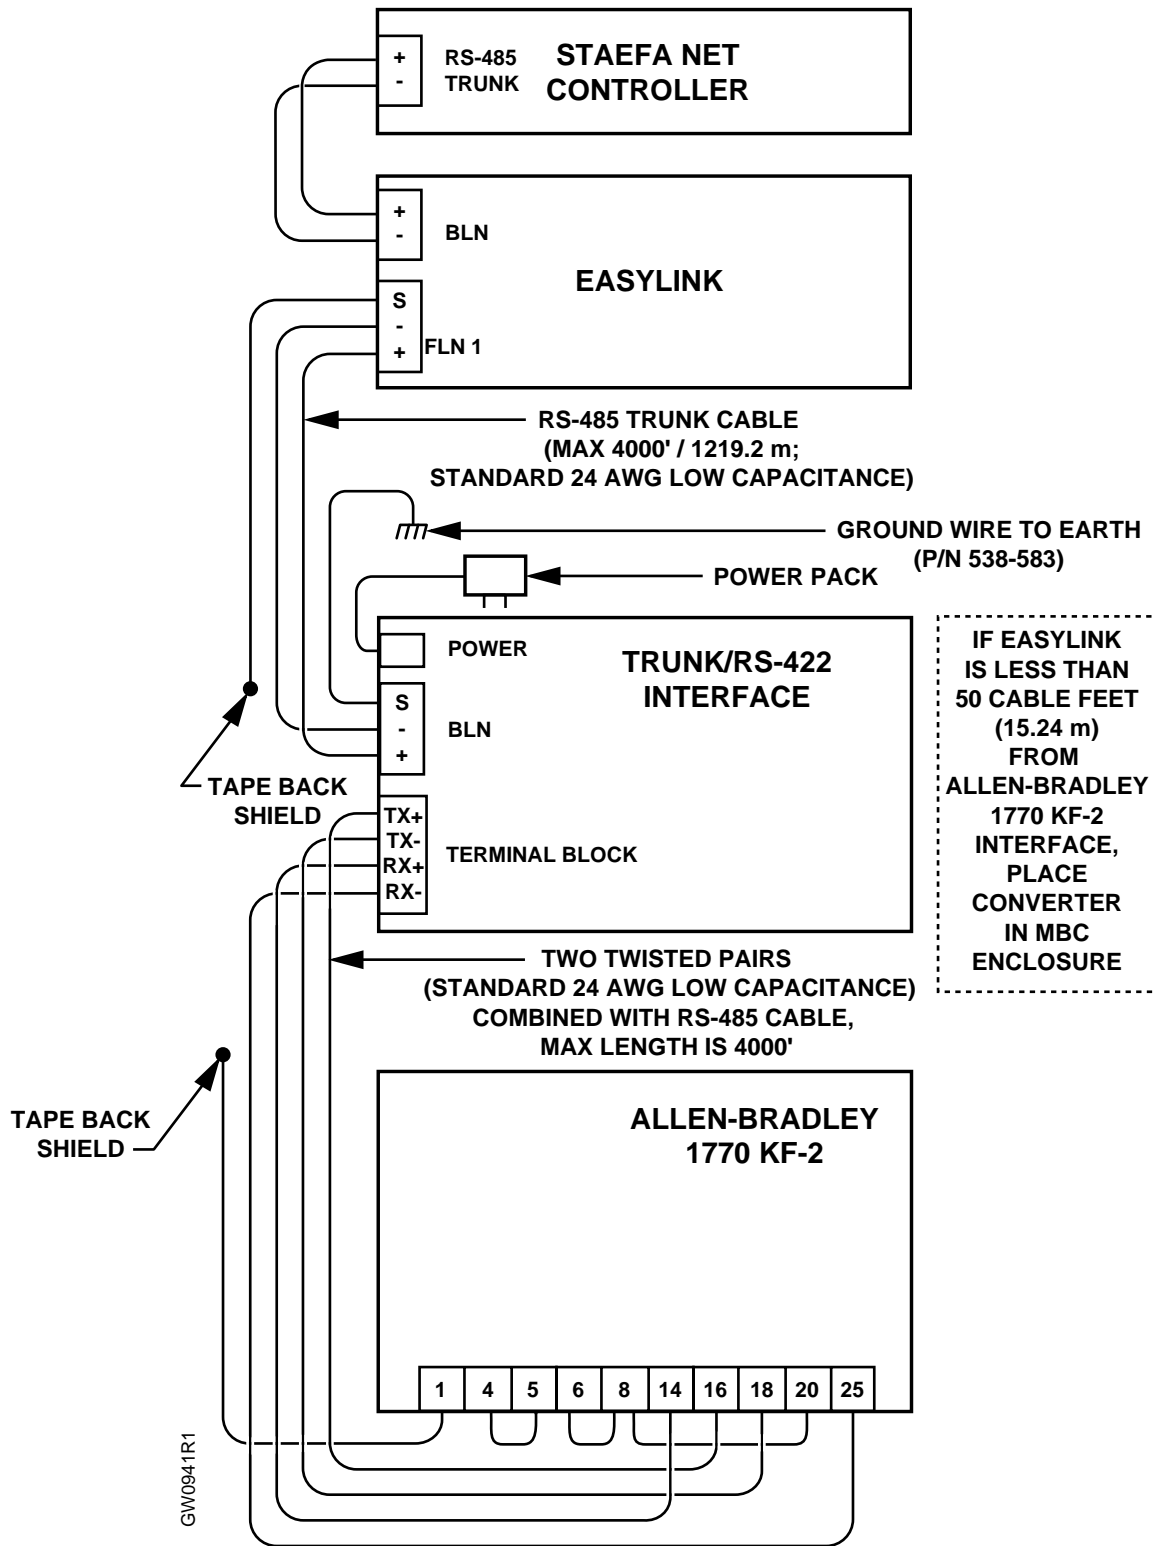 +
-
RS-485
TRUNK
STAEFA NET
CONTROLLER
+
-
BLN
EASYLINK
S
-
+
FLN 1
RS-485 TRUNK CABLE
(MAX 4000' / 1219.2 m;
STANDARD 24 AWG LOW CAPACITANCE)
GROUND WIRE TO EARTH
(P/N 538-583)
POWER PACK
POWER
TRUNK/RS-422
INTERFACE
S
-
+
BLN
IF EASYLINK
IS LESS THAN
50 CABLE FEET
(15.24 m)
FROM
ALLEN-BRADLEY
1770 KF-2
INTERFACE,
PLACE
CONVERTER
IN MBC
ENCLOSURE
TAPE BACK
SHIELD
TX+
TX-
RX+
RX-
TERMINAL BLOCK
TWO TWISTED PAIRS
(STANDARD 24 AWG LOW CAPACITANCE)
COMBINED WITH RS-485 CABLE,
MAX LENGTH IS 4000'
TAPE BACK
SHIELD
ALLEN-BRADLEY
1770 KF-2
1 4 5 6 8 14 16 18 20 25
GW0941R1